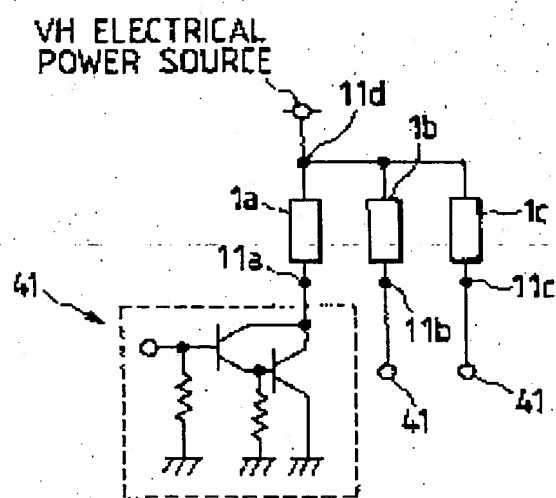 VH ELECTRICAL
POWER SOURCE
11d
1b
1a
1c
11a
11b
11c
41
41
41